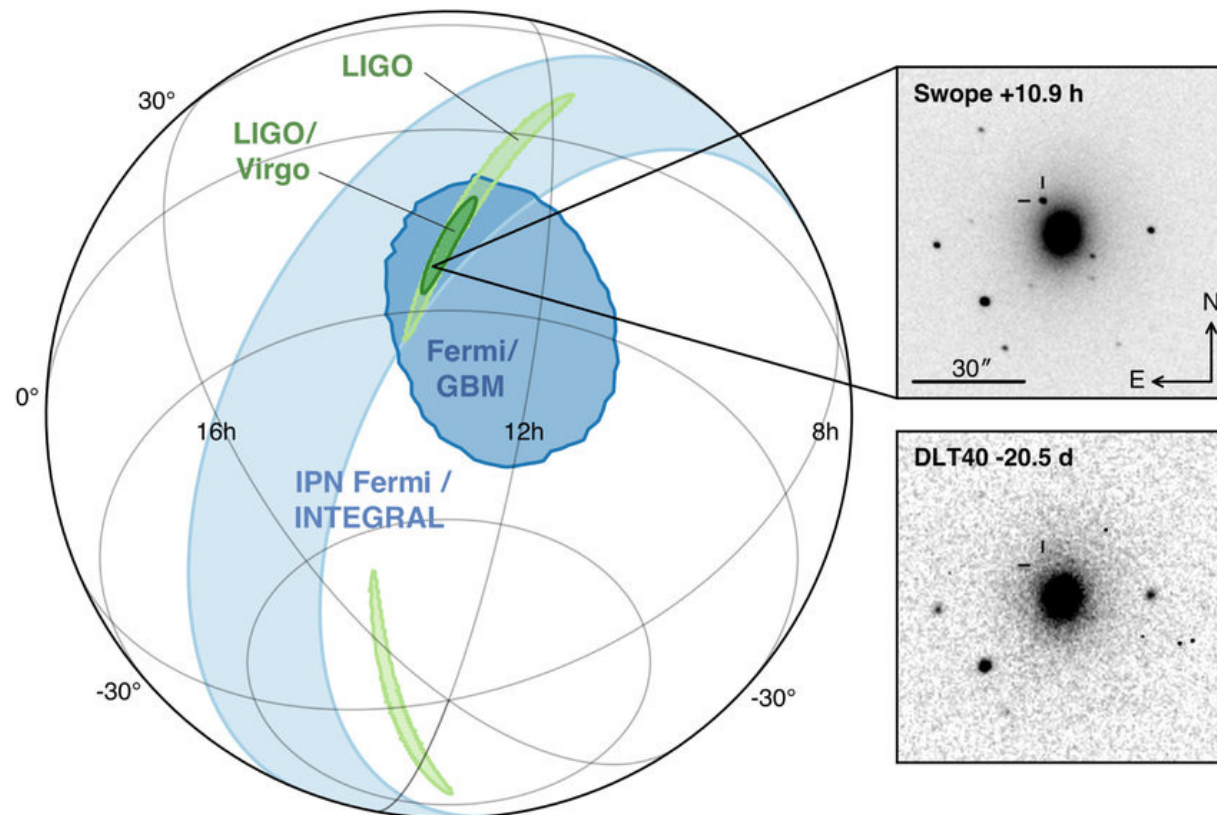 LIGO
30°
LIGO/
Virgo
Fermi/
GBM
0°
16h
12h
8h
IPN Fermi /
INTEGRAL
-30°
-30°
Swope +10.9 h
N
30″
E
DLT40 -20.5 d